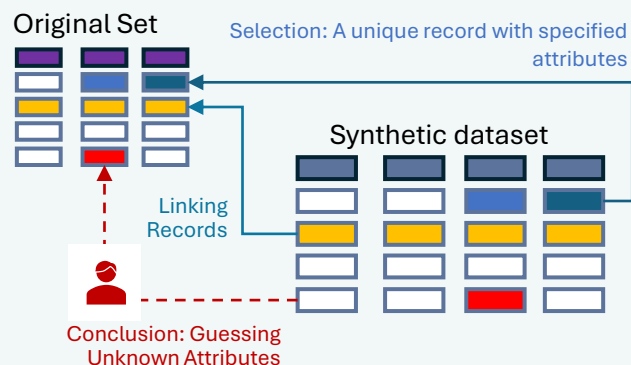 Original Set
Selection: A unique record with specified
attributes
Synthetic dataset
Linking
Records
Conclusion: Guessing
Unknown Attributes